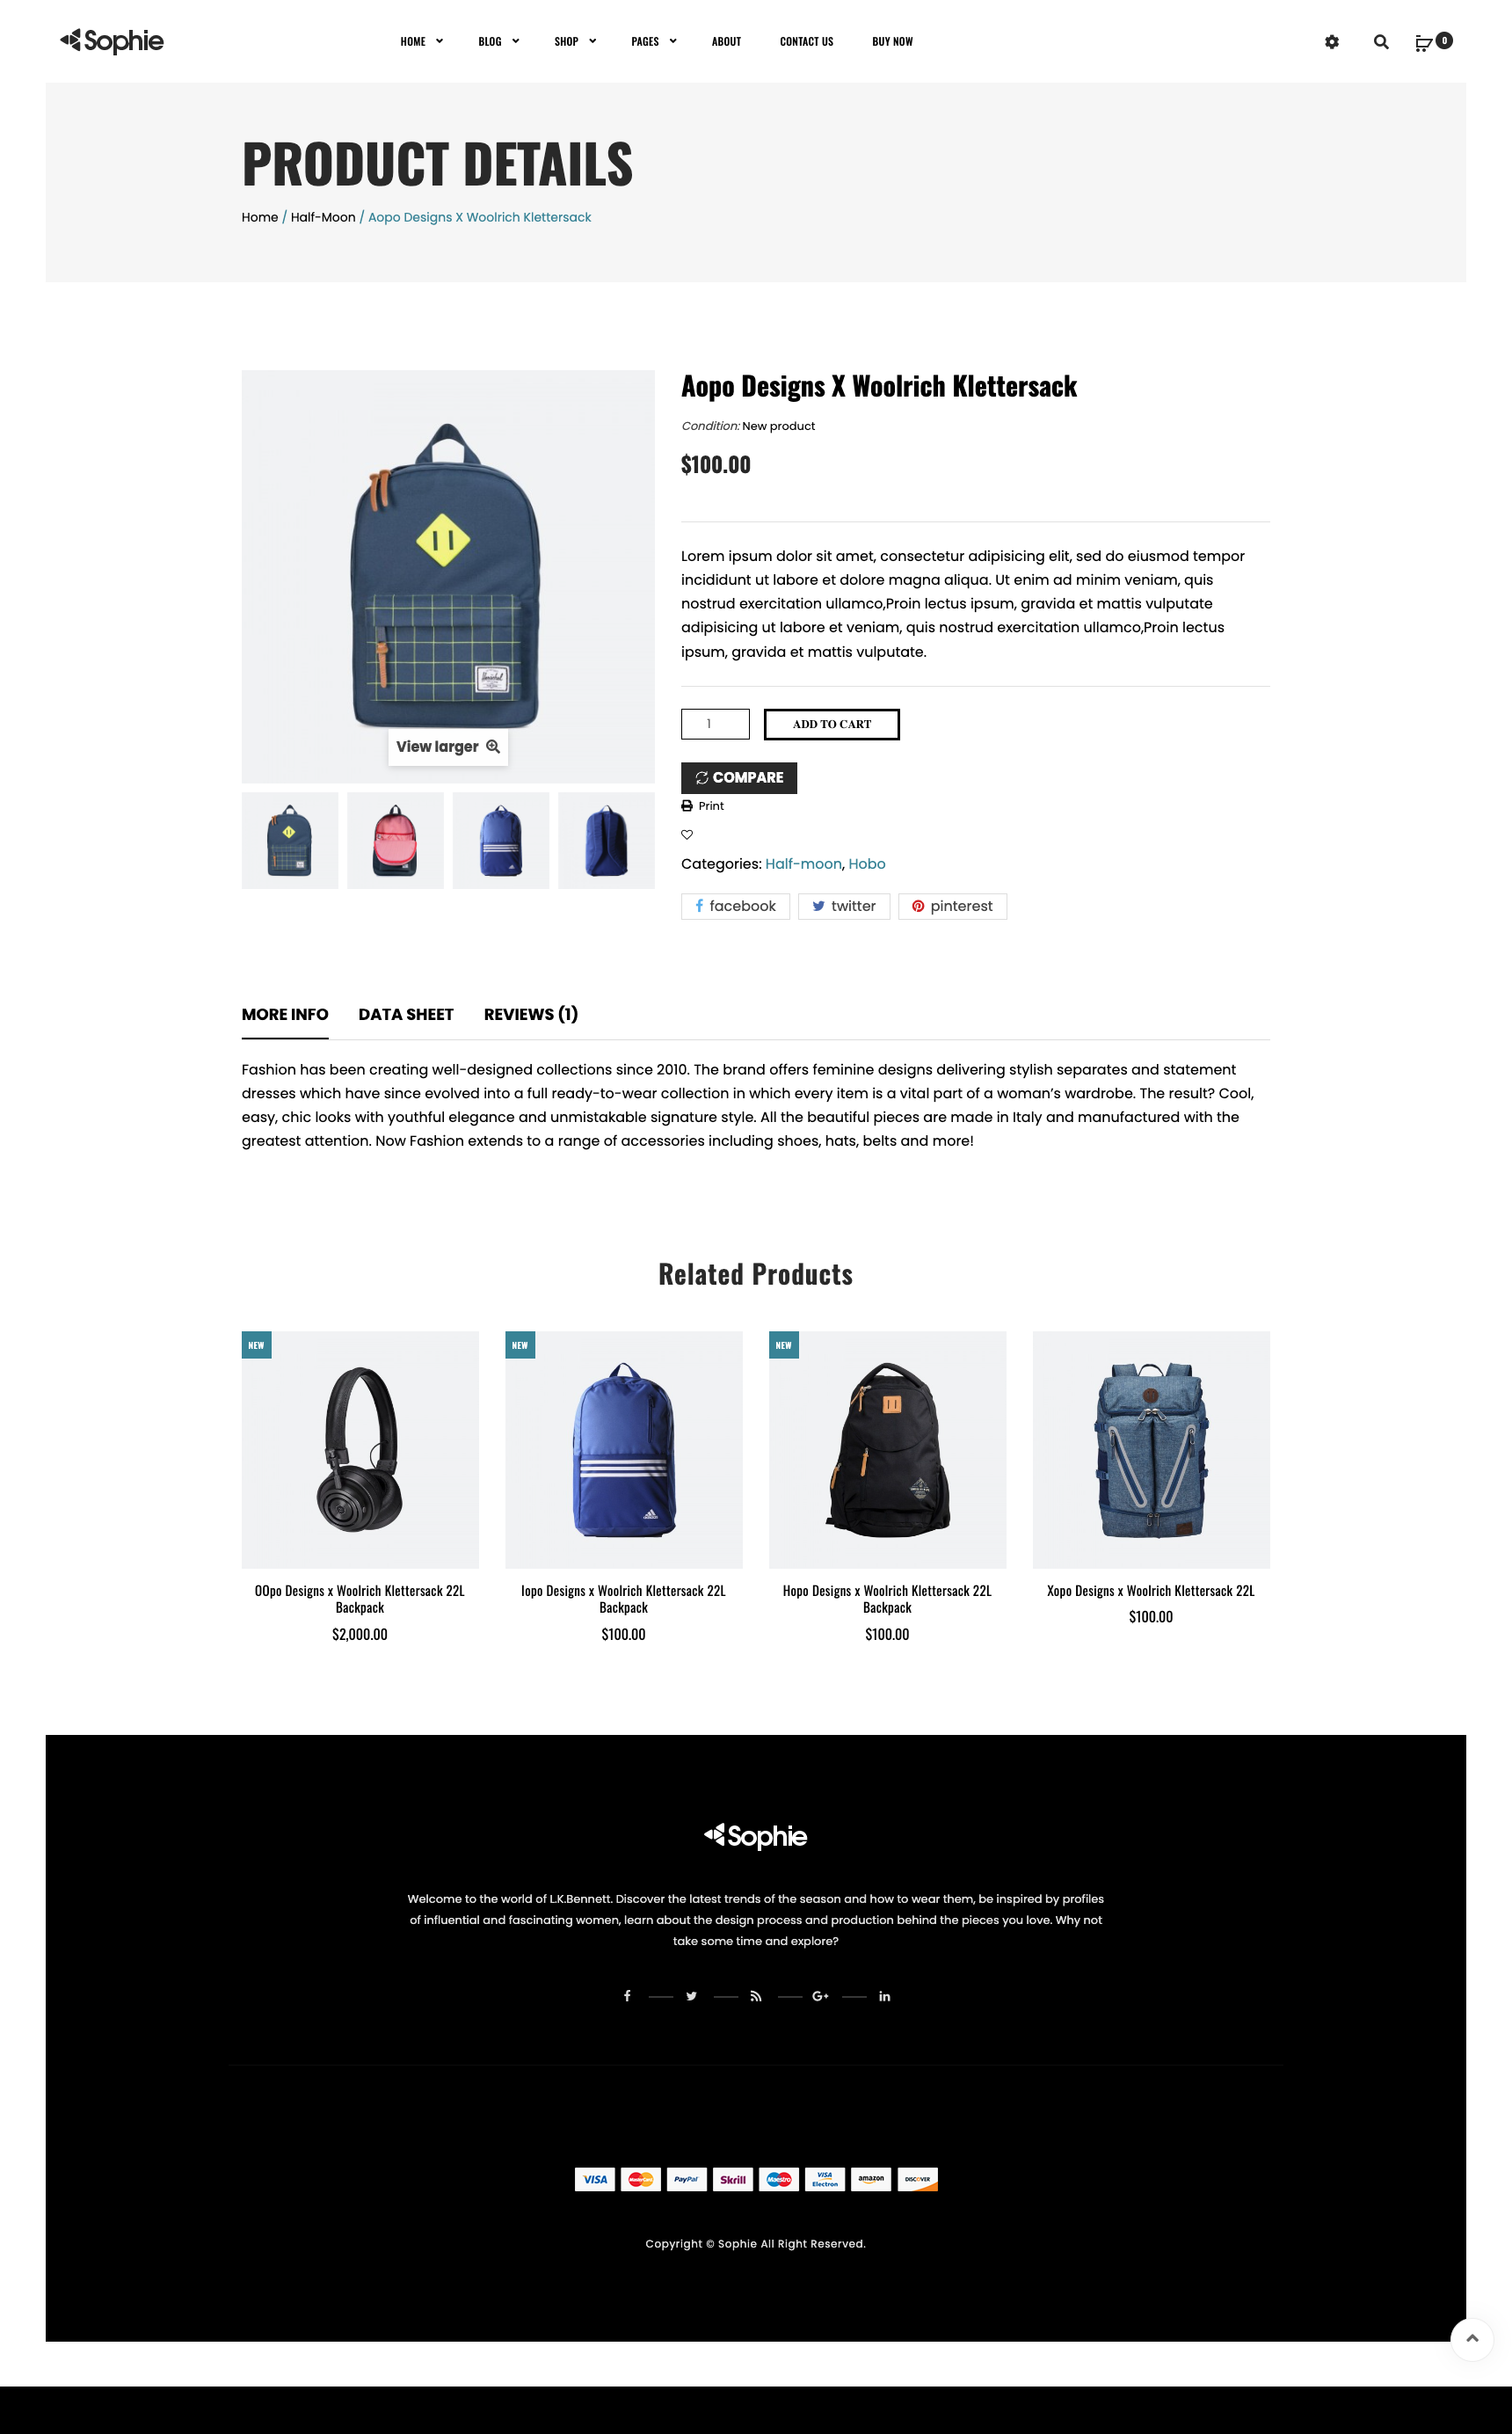 Sophie
HOME
BLOG
SHOP
PAGES
ABOUT
CONTACT US
BUY NOW
0
PRODUCT DETAILS
Home / Half-Moon / Aopo Designs X Woolrich Klettersack
Aopo Designs X Woolrich Klettersack
Condition: New product
$100.00
Lorem ipsum dolor sit amet, consectetur adipisicing elit, sed do eiusmod tempor
incididunt ut labore et dolore magna aliqua. Ut enim ad minim veniam, quis
nostrud exercitation ullamco,Proin lectus ipsum, gravida et mattis vulputate
adipisicing ut labore et veniam, quis nostrud exercitation ullamco,Proin lectus
ipsum, gravida et mattis vulputate.
Herschel
View larger
1
ADD TO CART
COMPARE
Print
Categories: Half-moon, Hobo
facebook
twitter
pinterest
MORE INFO
DATA SHEET
REVIEWS (1)
Fashion has been creating well-designed collections since 2010. The brand offers feminine designs delivering stylish separates and statement
dresses which have since evolved into a full ready-to-wear collection in which every item is a vital part of a woman’s wardrobe. The result? Cool,
easy, chic looks with youthful elegance and unmistakable signature style. All the beautiful pieces are made in Italy and manufactured with the
greatest attention. Now Fashion extends to a range of accessories including shoes, hats, belts and more!
Related Products
NEW
NEW
NEW
OOpo Designs x Woolrich Klettersack 22L
Backpack
$2,000.00
Iopo Designs x Woolrich Klettersack 22L
Backpack
$100.00
Hopo Designs x Woolrich Klettersack 22L
Backpack
$100.00
Xopo Designs x Woolrich Klettersack 22L
$100.00
Sophie
Welcome to the world of L.K.Bennett. Discover the latest trends of the season and how to wear them, be inspired by profiles
of influential and fascinating women, learn about the design process and production behind the pieces you love. Why not
take some time and explore?
VISA
MasterCard
PayPal
Skrill
Maestro
VISA
Electron
amazon
DISCOVER
Copyright © Sophie All Right Reserved.